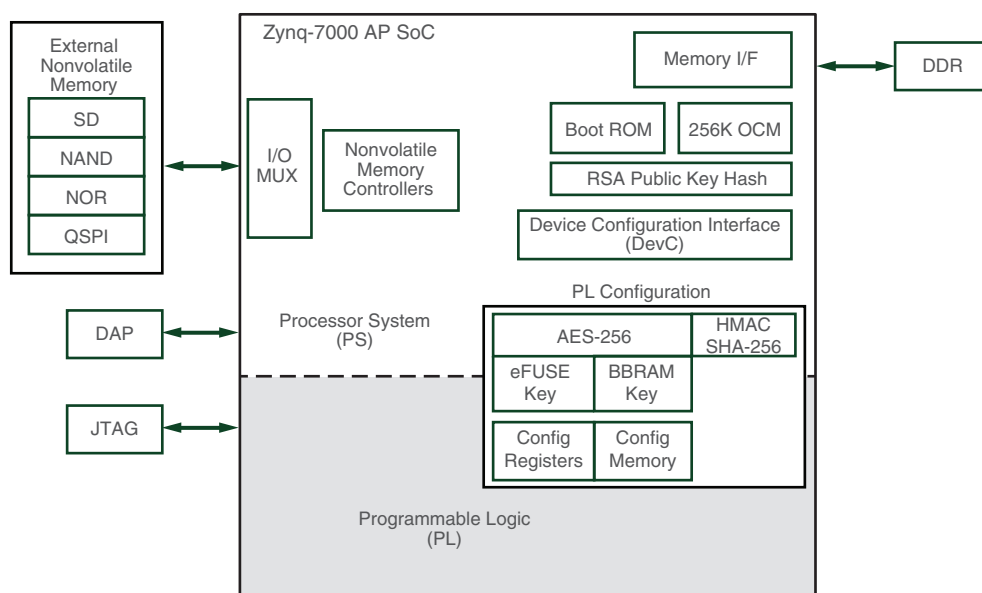 Zynq-7000 AP SoC
External
Nonvolatile
Memory
SD
NAND
NOR
QSPI
I/O
MUX
Nonvolatile
Memory
Controllers
Memory I/F
DDR
Boot ROM
256K OCM
RSA Public Key Hash
Device Configuration Interface
(DevC)
PL Configuration
AES-256
HMAC
SHA-256
eFUSE
Key
BBRAM
Key
Config
Registers
Config
Memory
DAP
Processor System
(PS)
JTAG
Programmable Logic
(PL)